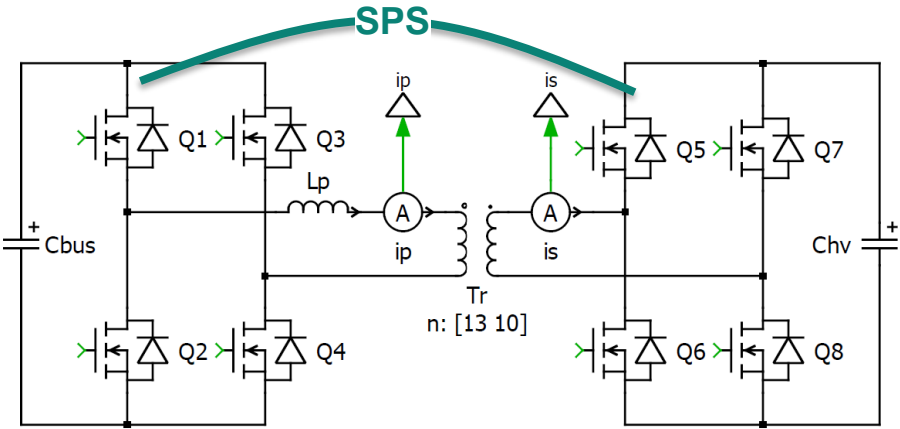 SPS
ip
is
Q1
Q3
Q5
Q7
Lp
A
A
+
Cbus
ip
is
Chv
+
Tr
n: [13 10]
Q2
Q4
Q6
Q8